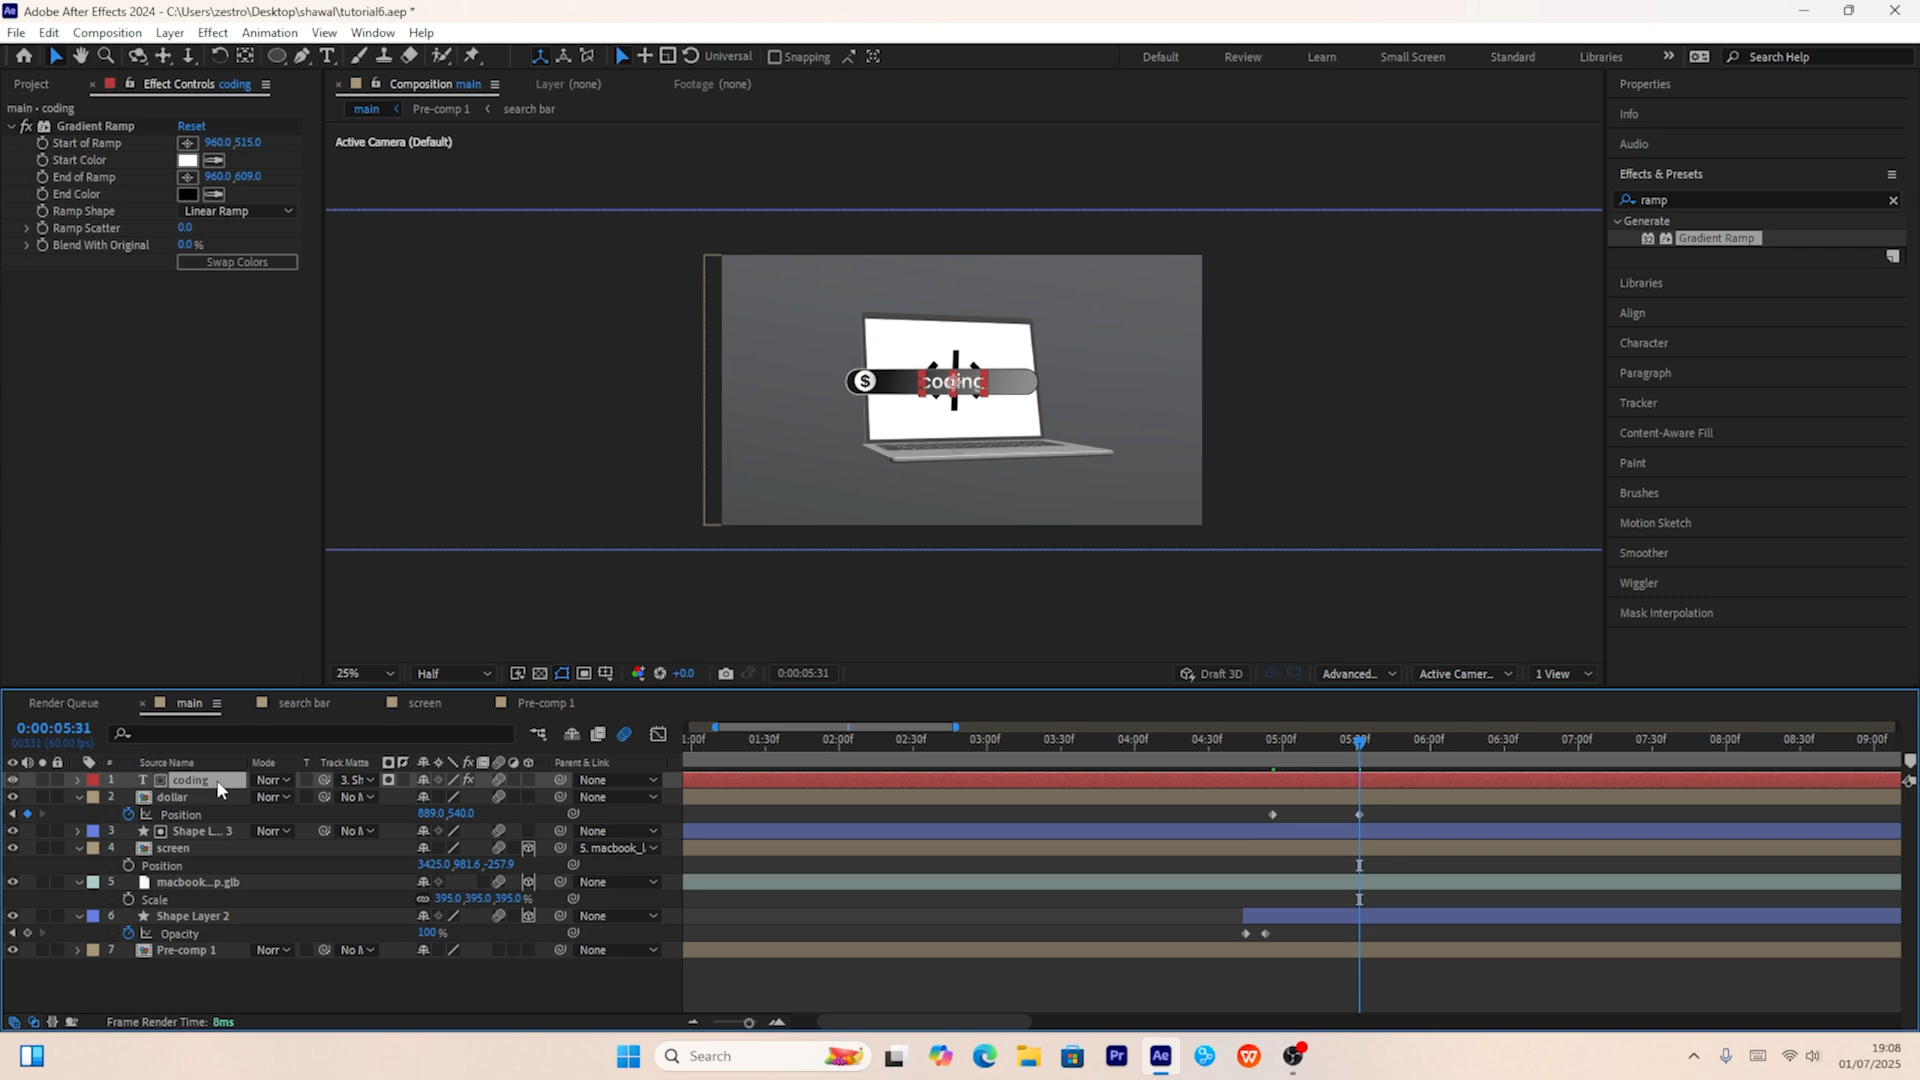 Adobe After Effects 2024 - C:\Users\zestro\Desktop\shawal\tutorial6.aep *
File Edit Composition Layer Effect Animation View Window Help
Universal Snapping Default Review Learn Small Screen Standard Libraries Search Help
Project Effect Controls coding
Composition main Layer (none) Footage (none)
main • coding
main Pre-comp 1 search bar
Gradient Ramp Reset
Start of Ramp 960.0,515.0
Start Color
End of Ramp 960.0,609.0
End Color
Ramp Shape Linear Ramp
Ramp Scatter 0.0
Blend With Original 0.0 %
Swap Colors
Active Camera (Default)
$ coding
Properties
Info
Audio
Effects & Presets
ramp
Generate
32 Gradient Ramp
Libraries
Align
Character
Paragraph
Tracker
Content-Aware Fill
Paint
Brushes
Motion Sketch
Smoother
Wiggler
Mask Interpolation
25% Half +0.0 0:00:05:31 Draft 3D Advanced... Active Camer... 1 View
Render Queue main search bar screen Pre-comp 1
0:00:05:31
00331 (60.00 fps)
1:00f 01:30f 02:00f 02:30f 03:00f 03:30f 04:00f 04:30f 05:00f 06:00f 06:30f 07:00f 07:30f 08:00f 08:30f 09:00f
# Source Name Mode T Track Matte fx Parent & Link
1 T coding Norr 3. Sh fx None
2 dollar Norr No M None
Position 889.0,540.0
3 Shape L... 3 Norr No M None
4 screen 5. macbook_l
Position 3425.0,981.6,-257.9
5 macbook...p.glb None
Scale 395.0,395.0,395.0 %
6 Shape Layer 2 None
Opacity 100 %
7 Pre-comp 1 Norr No M None
Frame Render Time: 8ms
Search
Pr Ae W
19:08
01/07/2025